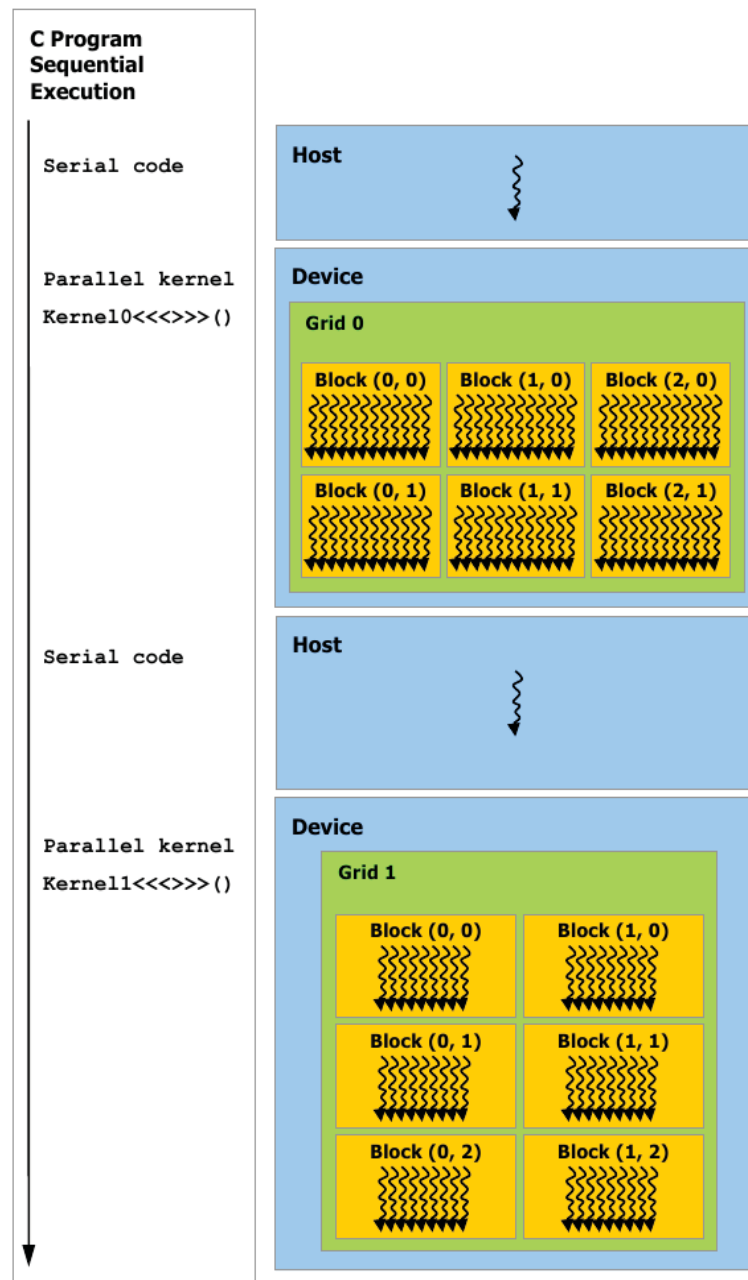 C Program
Sequential
Execution
Serial code
Host
Parallel kernel
Kernel0<<<>>>()
Device
Grid 0
Block (0, 0) Block (1, 0) Block (2, 0)
Block (0, 1) Block (1, 1) Block (2, 1)
Serial code
Host
Parallel kernel
Kernel1<<<>>>()
Device
Grid 1
Block (0, 0) Block (1, 0)
Block (0, 1) Block (1, 1)
Block (0, 2) Block (1, 2)